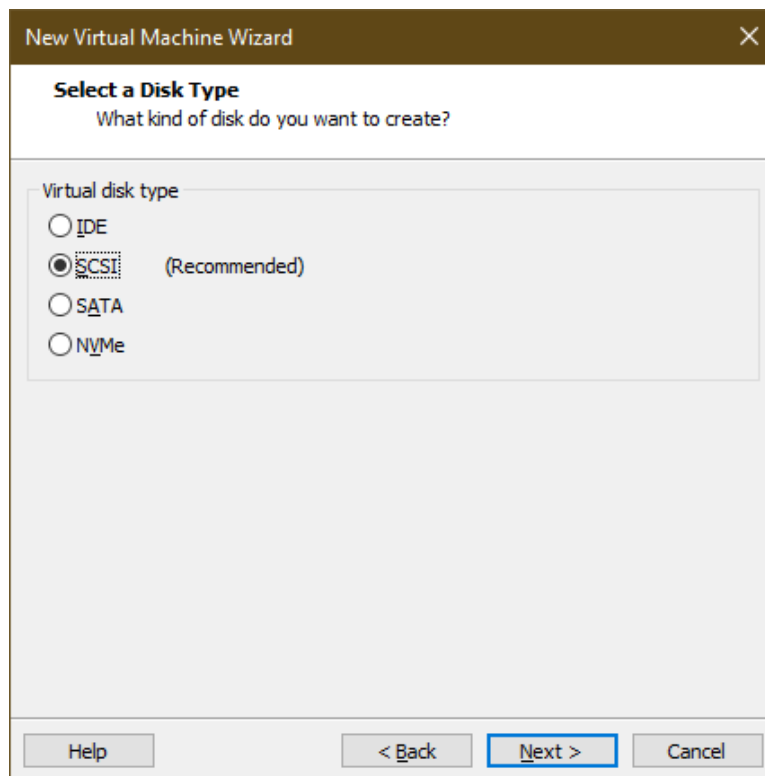 New Virtual Machine Wizard
Select a Disk Type
What kind of disk do you want to create?
Virtual disk type
IDE
SCSI (Recommended)
SATA
NVMe
Help < Back Next > Cancel